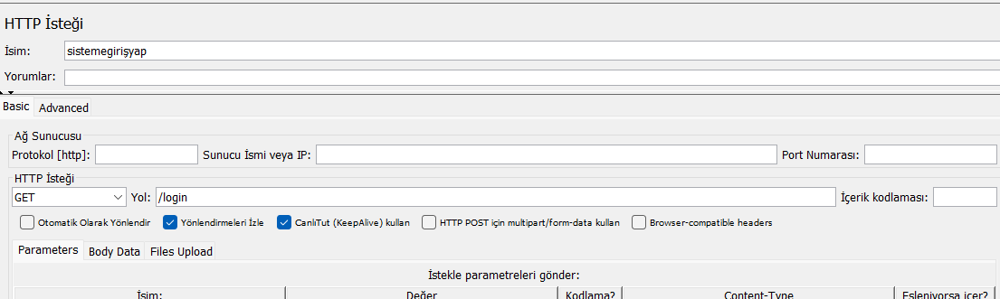 HTTP İsteği
İsim: sistemegirişyap
Yorumlar:
Basic Advanced
Ağ Sunucusu
Protokol [http]: Sunucu İsmi veya IP: Port Numarası:
HTTP İsteği
GET Yol: /login İçerik kodlaması:
Otomatik Olarak Yönlendir Yönlendirmeleri İzle CanlıTut (KeepAlive) kullan HTTP POST için multipart/form-data kullan Browser-compatible headers
Parameters Body Data Files Upload
İstekle parametreleri gönder:
İsim: Değer Kodlama? Content-Type Eşleniyorsa içer?